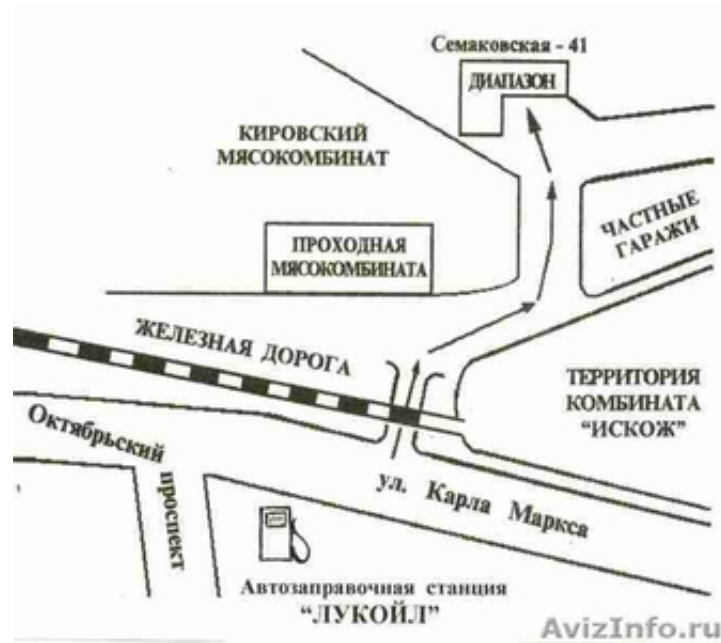 Семаковская - 41
ДИАПАЗОН
КИРОВСКИЙ
МЯСОКОМБИНАТ
ЧАСТНЫЕ
ГАРАЖИ
ПРОХОДНАЯ
МЯСОКОМБИНАТА
ЖЕЛЕЗНАЯ ДОРОГА
ТЕРРИТОРИЯ
КОМБИНАТА
“ИСКОЖ”
Октябрьский
проспект
ул. Карла Маркса
Автозаправочная станция
“ЛУКОЙЛ”
AvizInfo.ru